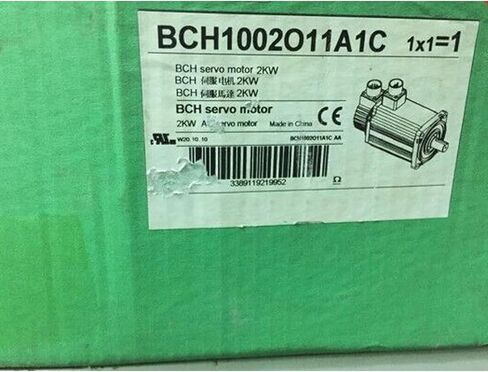 BCH1002O11A1C 1x1=1
BCH servo motor 2KW
BCH 伺服电机 2KW
BCH 伺服馬達 2KW
BCH servo motor
2KW servo motor Made in China
W20.10.10
BCH1002O11A1C AA
3389119219952